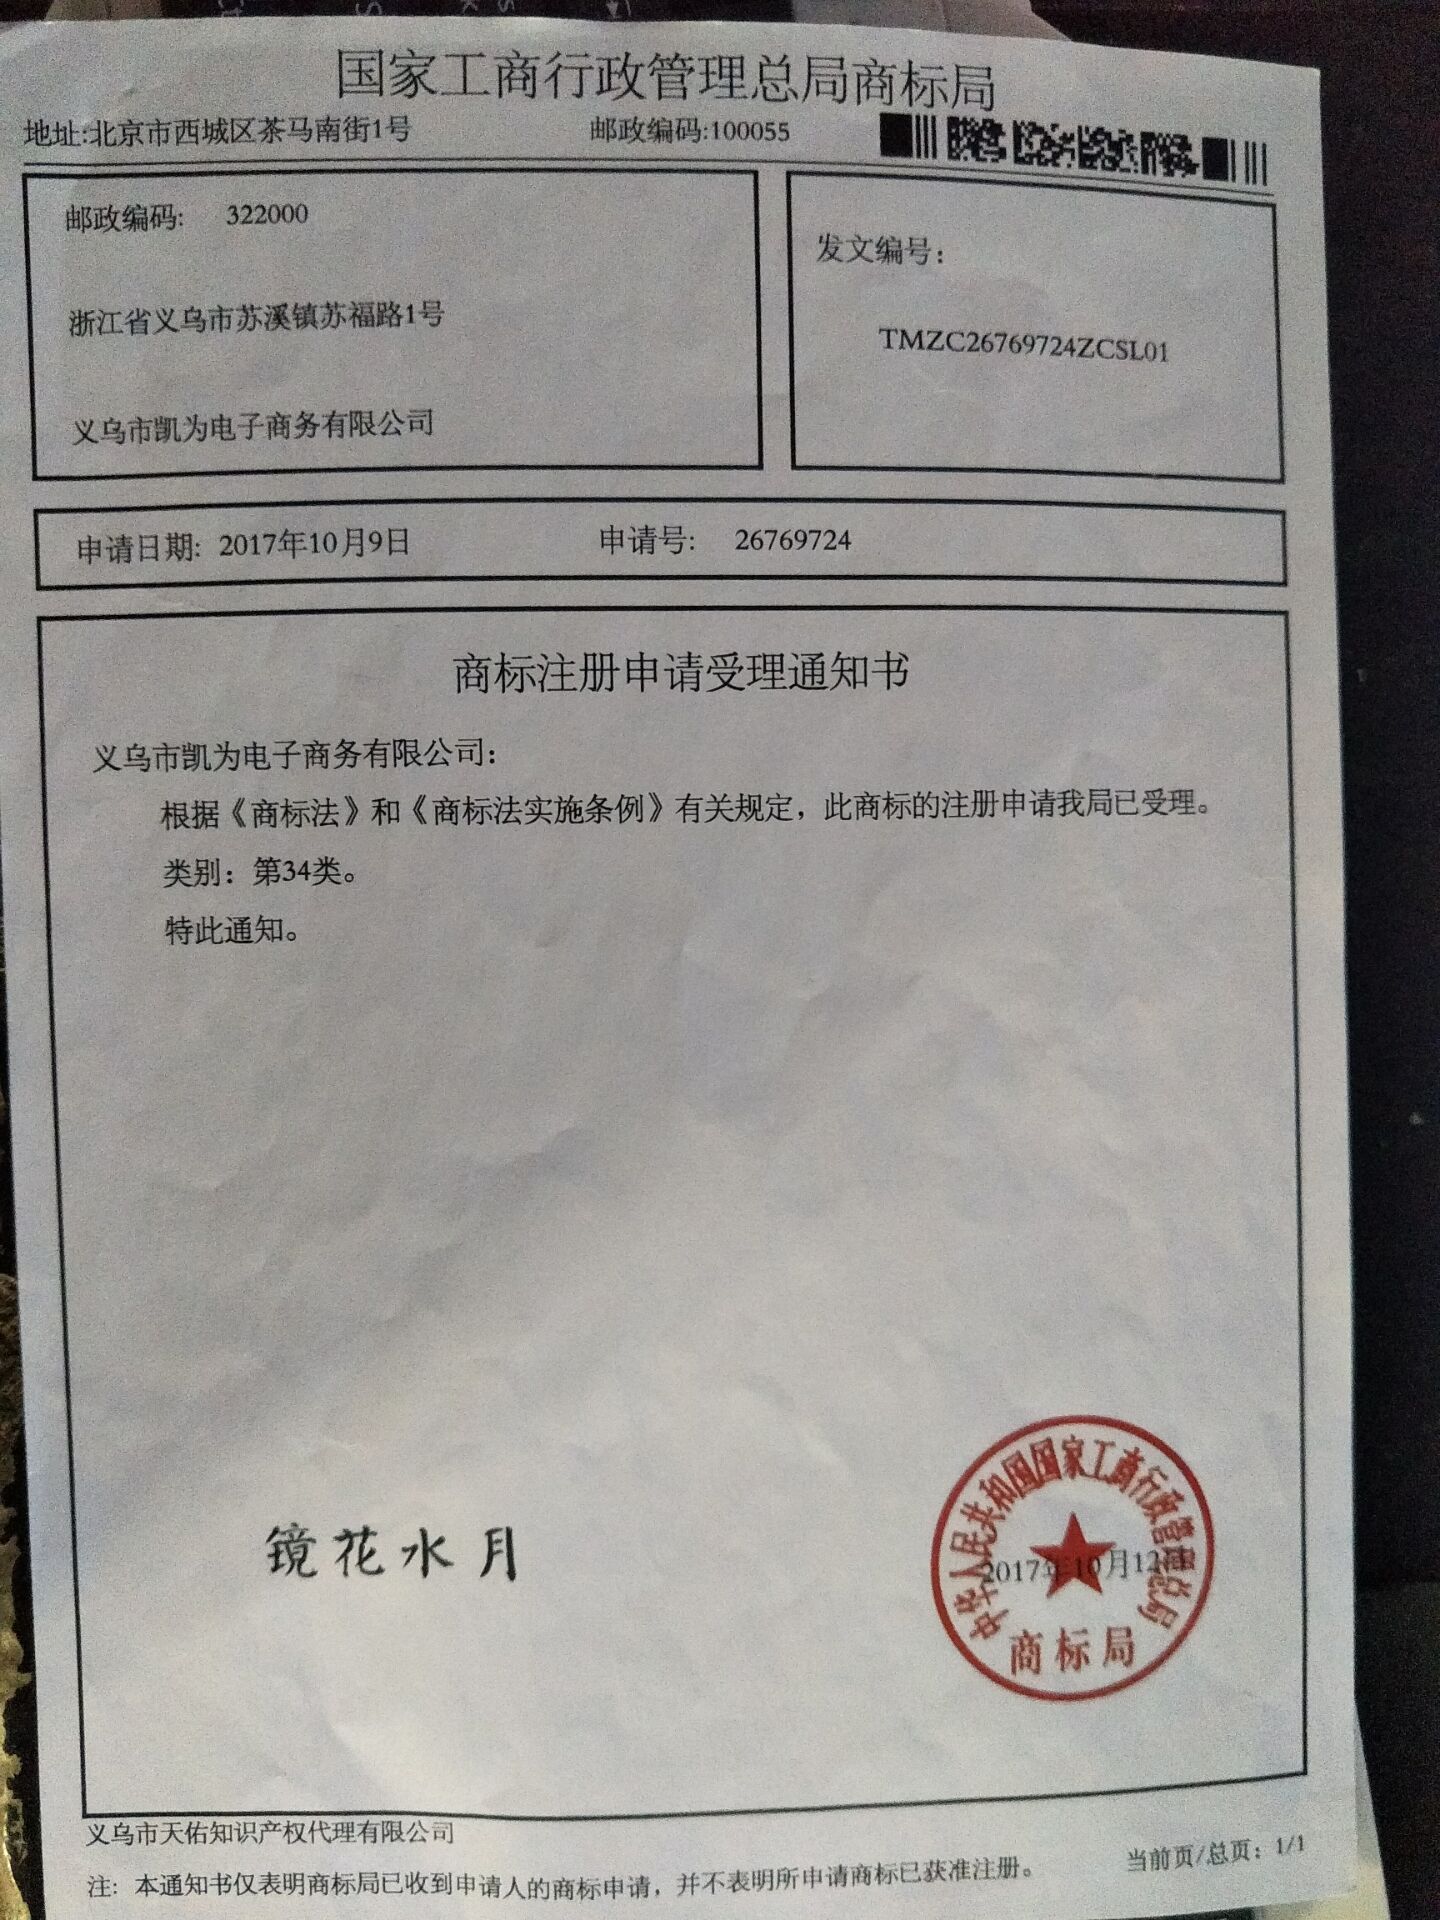 国家工商行政管理总局商标局
地址:北京市西城区茶马南街1号 邮政编码:100055
邮政编码: 322000
浙江省义乌市苏溪镇苏福路1号
义乌市凯为电子商务有限公司
发文编号：
TMZC26769724ZCSL01
申请日期: 2017年10月9日 申请号: 26769724
商标注册申请受理通知书
义乌市凯为电子商务有限公司：
根据《商标法》和《商标法实施条例》有关规定，此商标的注册申请我局已受理。
类别：第34类。
特此通知。
镜花水月
中华人民共和国国家工商行政管理总局
2017年10月12日
商标局
义乌市天佑知识产权代理有限公司
当前页/总页：1/1
注：本通知书仅表明商标局已收到申请人的商标申请，并不表明所申请商标已获准注册。